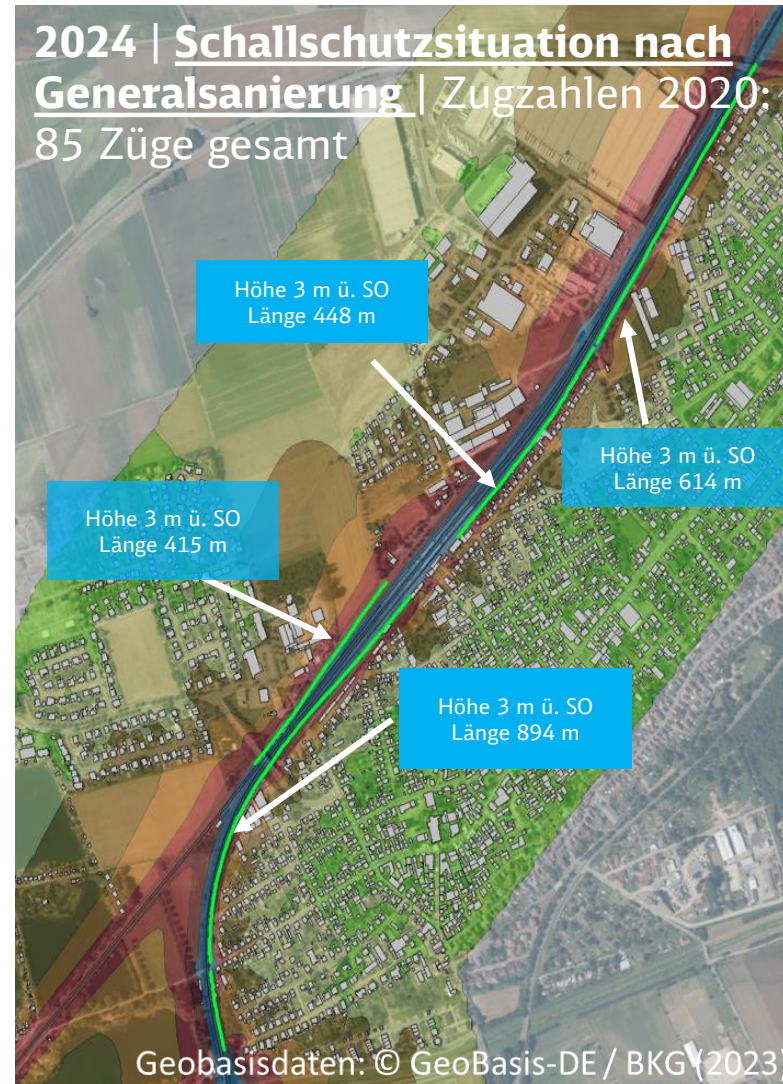 2024 | Schallschutzsituation nach
Generalsanierung | Zugzahlen 2020:
85 Züge gesamt
Höhe 3 m ü. SO
Länge 448 m
Höhe 3 m ü. SO
Länge 614 m
Höhe 3 m ü. SO
Länge 415 m
Höhe 3 m ü. SO
Länge 894 m
Geobasisdaten: © GeoBasis-DE / BKG (2023)